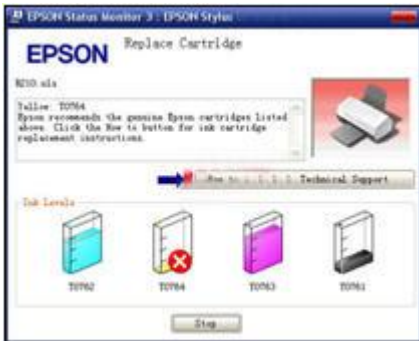 EPSON Status Monitor 3 : EPSON Stylus
EPSON
Replace Cartridge
Yellow: T0764
Epson recommends the genuine Epson cartridges listed
above. Click the How to button for ink cartridge
replacement instructions.
How to
Technical Support
Ink Levels
T0762
T0764
T0763
T0761
Stop